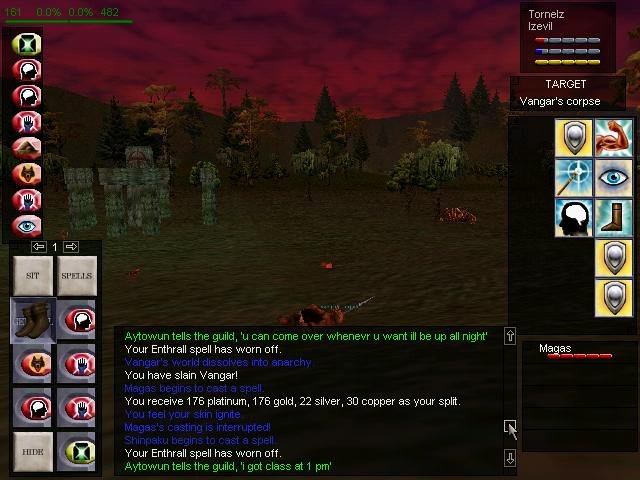 161 0.0% 0.0% 482
Tornelz
Izevil
TARGET
Vangar's corpse
1
SIT
SPELLS
HIDE
Aytowun tells the guild, 'u can come over whenevr u want ill be up all night'
Your Enthrall spell has worn off.
Vangar's world dissolves into anarchy.
You have slain Vangar!
Magas begins to cast a spell.
You receive 176 platinum, 176 gold, 22 silver, 30 copper as your split.
You feel your skin ignite.
Magas's casting is interrupted!
Shinpaku begins to cast a spell.
Your Enthrall spell has worn off.
Aytowun tells the guild, 'i got class at 1 pm'
Magas